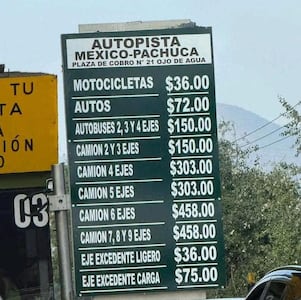 AUTOPISTA
MEXICO-PACHUCA
PLAZA DE COBRO N° 21 OJO DE AGUA
MOTOCICLETAS $36.00
AUTOS $72.00
AUTOBUSES 2, 3 Y 4 EJES $150.00
CAMION 2 Y 3 EJES $150.00
CAMION 4 EJES $303.00
CAMION 5 EJES $303.00
CAMION 6 EJES $458.00
CAMION 7, 8 Y 9 EJES $458.00
EJE EXCEDENTE LIGERO $36.00
EJE EXCEDENTE CARGA $75.00
TU
TA
A
IÓN
O
03